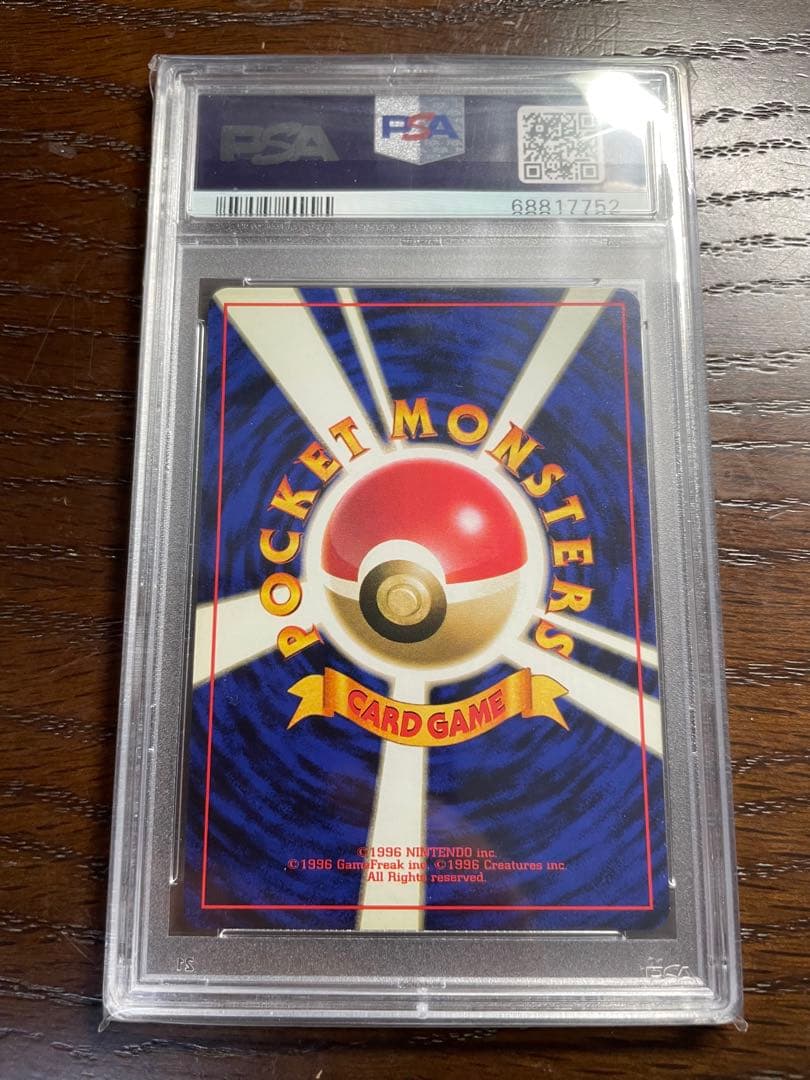 PSA
PSA
68817752
POCKET MONSTERS
CARD GAME
©1996 NINTENDO inc.
©1996 GameFreak inc. ©1996 Creatures inc.
All Rights reserved.
PSA